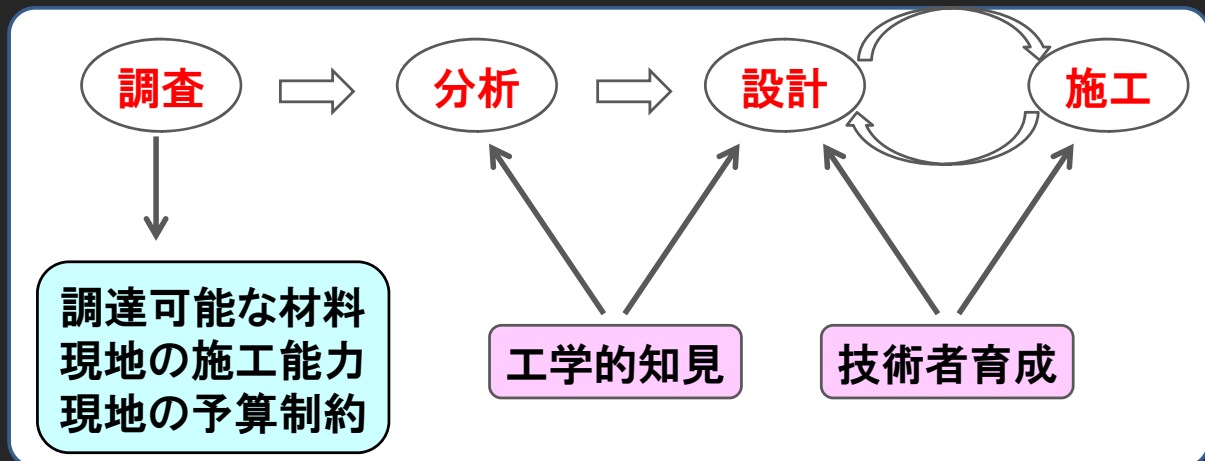 調査
分析
設計
施工
調達可能な材料
現地の施工能力
現地の予算制約
工学的知見
技術者育成